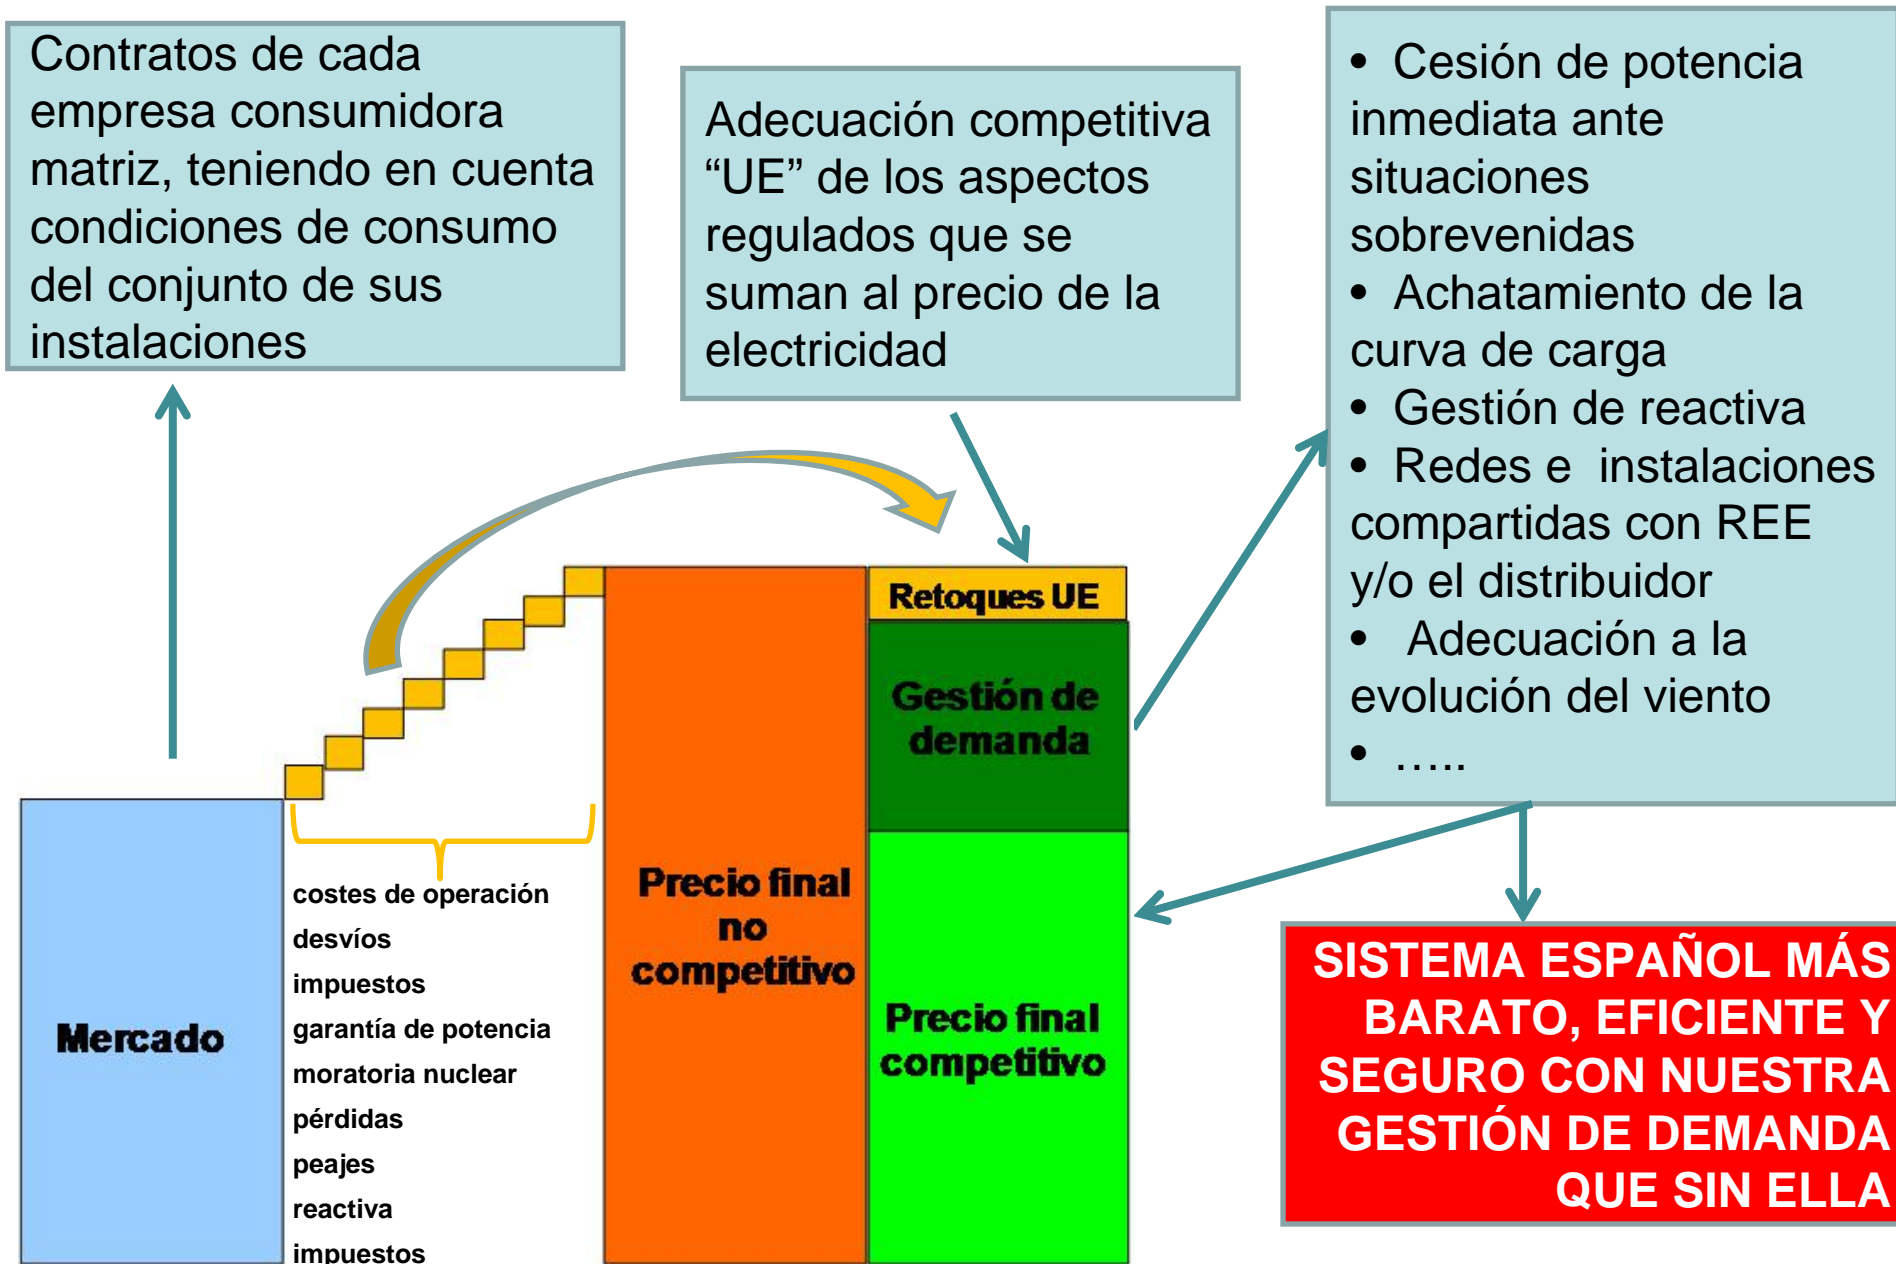 Contratos de cada
empresa consumidora
matriz, teniendo en cuenta
condiciones de consumo
del conjunto de sus
instalaciones
Adecuación competitiva
“UE” de los aspectos
regulados que se
suman al precio de la
electricidad
• Cesión de potencia
inmediata ante
situaciones
sobrevenidas
• Achatamiento de la
curva de carga
• Gestión de reactiva
• Redes e instalaciones
compartidas con REE
y/o el distribuidor
• Adecuación a la
evolución del viento
• .....
Mercado
costes de operación
desvíos
impuestos
garantía de potencia
moratoria nuclear
pérdidas
peajes
reactiva
impuestos
Precio final
no
competitivo
Retoques UE
Gestión de
demanda
Precio final
competitivo
SISTEMA ESPAÑOL MÁS
BARATO, EFICIENTE Y
SEGURO CON NUESTRA
GESTIÓN DE DEMANDA
QUE SIN ELLA